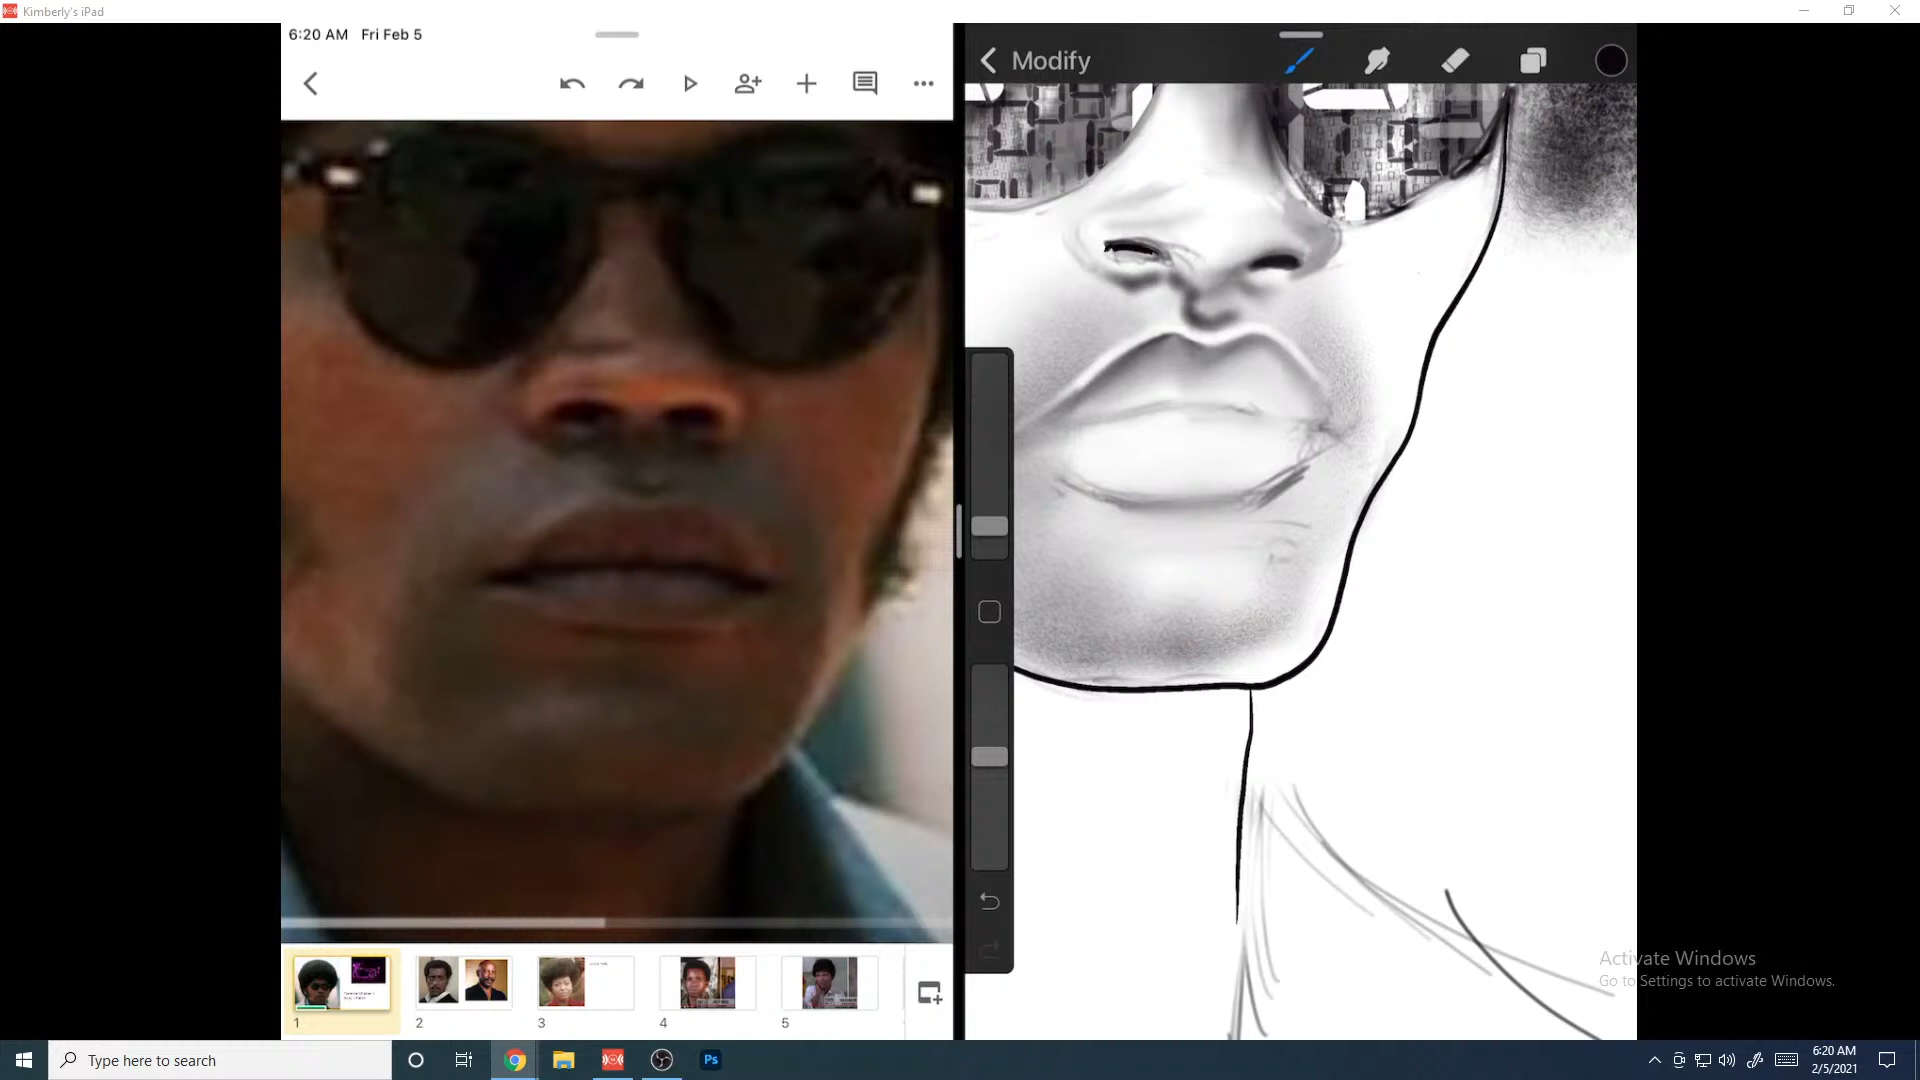 Kimberly's iPad
6:20 AM Fri Feb 5
Modify
1
2
3
4
5
Activate Windows
Go to Settings to activate Windows.
Type here to search
Ps
6:20 AM
2/5/2021